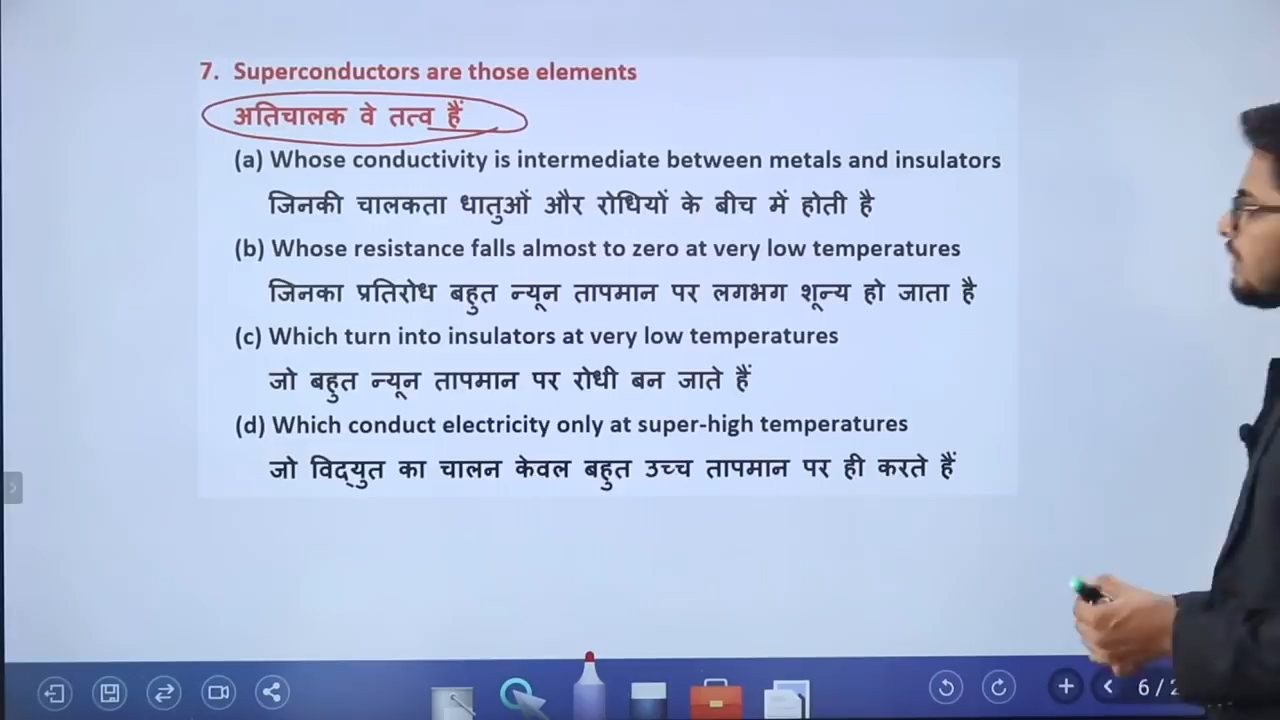 7. Superconductors are those elements
अतिचालक वे तत्व हैं
(a) Whose conductivity is intermediate between metals and insulators
जिनकी चालकता धातुओं और रोधियों के बीच में होती है
(b) Whose resistance falls almost to zero at very low temperatures
जिनका प्रतिरोध बहुत न्यून तापमान पर लगभग शून्य हो जाता है
(c) Which turn into insulators at very low temperatures
जो बहुत न्यून तापमान पर रोधी बन जाते हैं
(d) Which conduct electricity only at super-high temperatures
जो विद्युत का चालन केवल बहुत उच्च तापमान पर ही करते हैं
6 / 2